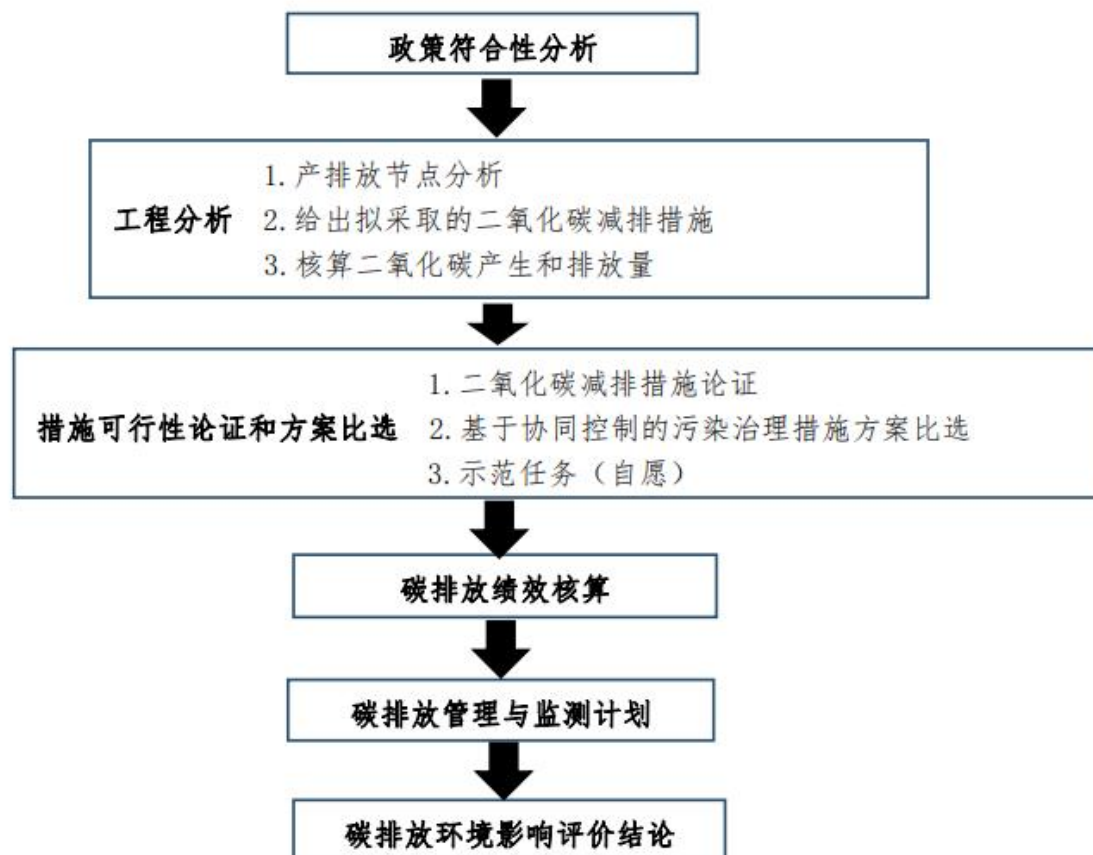 政策符合性分析
1.产排放节点分析
工程分析 2.给出拟采取的二氧化碳减排措施
3.核算二氧化碳产生和排放量
1.二氧化碳减排措施论证
措施可行性论证和方案比选 2.基于协同控制的污染治理措施方案比选
3.示范任务（自愿）
碳排放绩效核算
碳排放管理与监测计划
碳排放环境影响评价结论